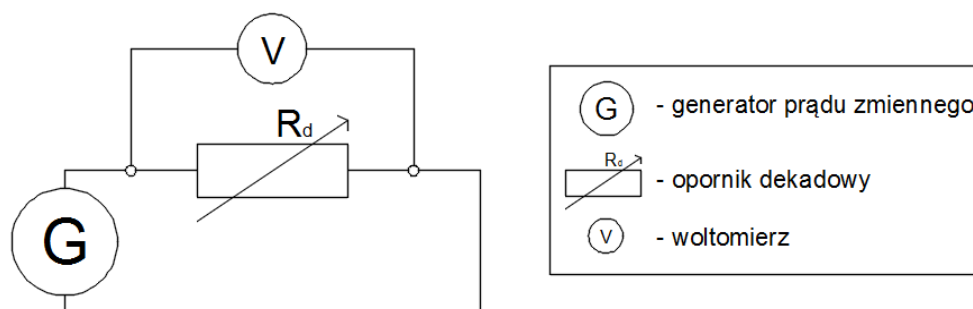 V
Rd
G
G - generator prądu zmiennego
Rd - opornik dekadowy
V - woltomierz